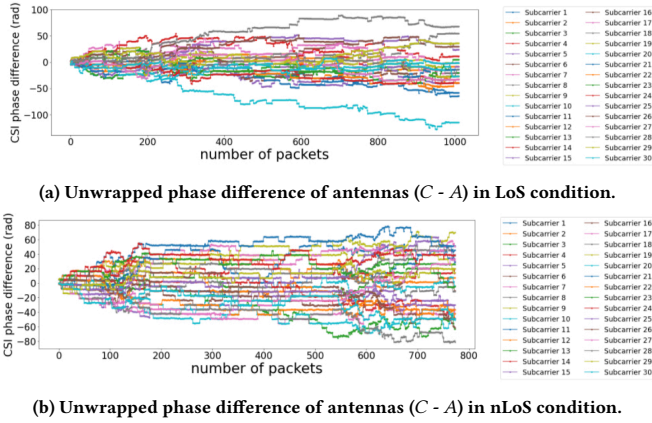 CSI phase difference (rad)
100
50
0
−50
−100
0
200
400
600
800
1000
number of packets
Subcarrier 1
Subcarrier 2
Subcarrier 3
Subcarrier 4
Subcarrier 5
Subcarrier 6
Subcarrier 7
Subcarrier 8
Subcarrier 9
Subcarrier 10
Subcarrier 11
Subcarrier 12
Subcarrier 13
Subcarrier 14
Subcarrier 15
Subcarrier 16
Subcarrier 17
Subcarrier 18
Subcarrier 19
Subcarrier 20
Subcarrier 21
Subcarrier 22
Subcarrier 23
Subcarrier 24
Subcarrier 25
Subcarrier 26
Subcarrier 27
Subcarrier 28
Subcarrier 29
Subcarrier 30
(a) Unwrapped phase difference of antennas (C - A) in LoS condition.
CSI phase difference (rad)
80
60
40
20
0
−20
−40
−60
−80
0
100
200
300
400
500
600
700
800
number of packets
Subcarrier 1
Subcarrier 2
Subcarrier 3
Subcarrier 4
Subcarrier 5
Subcarrier 6
Subcarrier 7
Subcarrier 8
Subcarrier 9
Subcarrier 10
Subcarrier 11
Subcarrier 12
Subcarrier 13
Subcarrier 14
Subcarrier 15
Subcarrier 16
Subcarrier 17
Subcarrier 18
Subcarrier 19
Subcarrier 20
Subcarrier 21
Subcarrier 22
Subcarrier 23
Subcarrier 24
Subcarrier 25
Subcarrier 26
Subcarrier 27
Subcarrier 28
Subcarrier 29
Subcarrier 30
(b) Unwrapped phase difference of antennas (C - A) in nLoS condition.